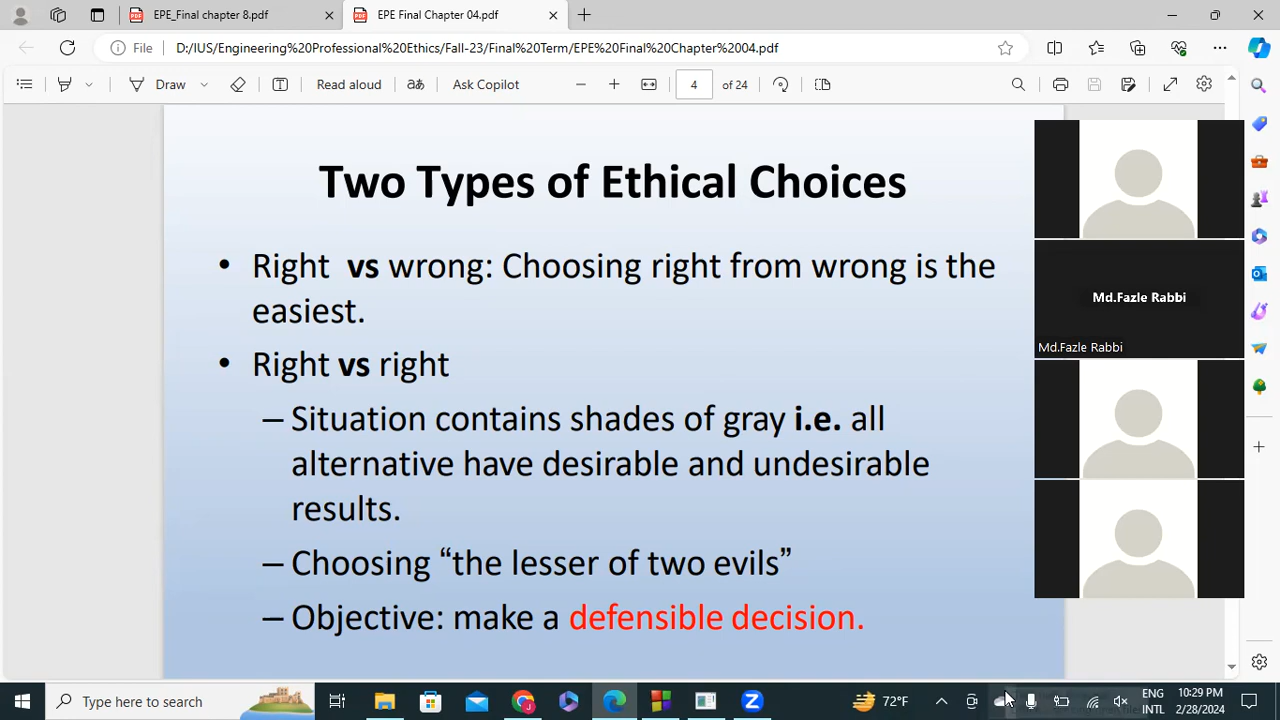 EPE_Final chapter 8.pdf
EPE Final Chapter 04.pdf
File
D:/IUS/Engineering%20Professional%20Ethics/Fall-23/Final%20Trim/EPE%20Final%20Chapter%2004.pdf
Draw
Read aloud
aあ
Ask Copilot
4
of 24
Two Types of Ethical Choices
• Right vs wrong: Choosing right from wrong is the
easiest.
• Right vs right
– Situation contains shades of gray i.e. all
alternative have desirable and undesirable
results.
– Choosing “the lesser of two evils”
– Objective: make a defensible decision.
Md.Fazle Rabbi
Md.Fazle Rabbi
Type here to search
72°F
ENG
INTL
10:29 PM
2/28/2024